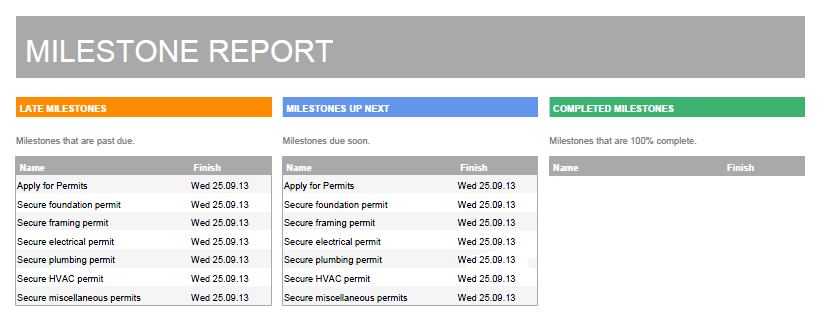 MILESTONE REPORT
LATE MILESTONES
Milestones that are past due.
Name Finish
Apply for Permits Wed 25.09.13
Secure foundation permit Wed 25.09.13
Secure framing permit Wed 25.09.13
Secure electrical permit Wed 25.09.13
Secure plumbing permit Wed 25.09.13
Secure HVAC permit Wed 25.09.13
Secure miscellaneous permits Wed 25.09.13
MILESTONES UP NEXT
Milestones due soon.
Name Finish
Apply for Permits Wed 25.09.13
Secure foundation permit Wed 25.09.13
Secure framing permit Wed 25.09.13
Secure electrical permit Wed 25.09.13
Secure plumbing permit Wed 25.09.13
Secure HVAC permit Wed 25.09.13
Secure miscellaneous permits Wed 25.09.13
COMPLETED MILESTONES
Milestones that are 100% complete.
Name Finish